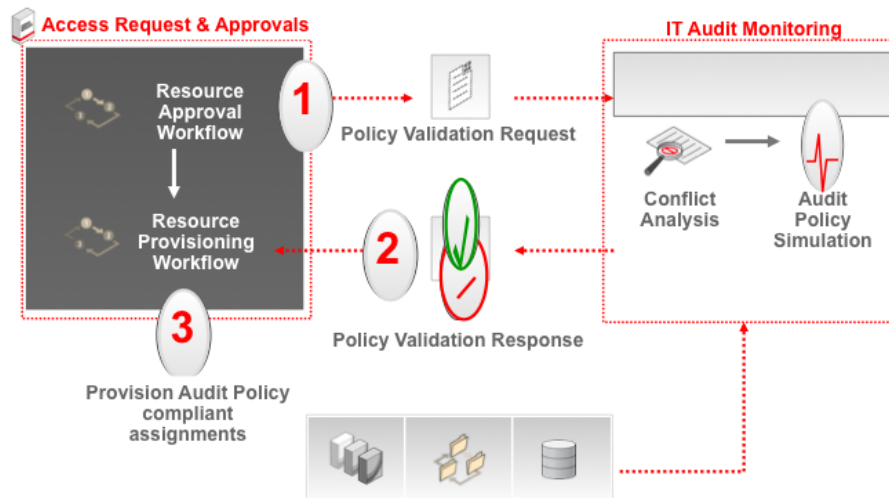 Access Request & Approvals
IT Audit Monitoring
Resource
Approval
Workflow
1
Policy Validation Request
Conflict
Analysis
Audit
Policy
Simulation
Resource
Provisioning
Workflow
2
Policy Validation Response
3
Provision Audit Policy
compliant
assignments